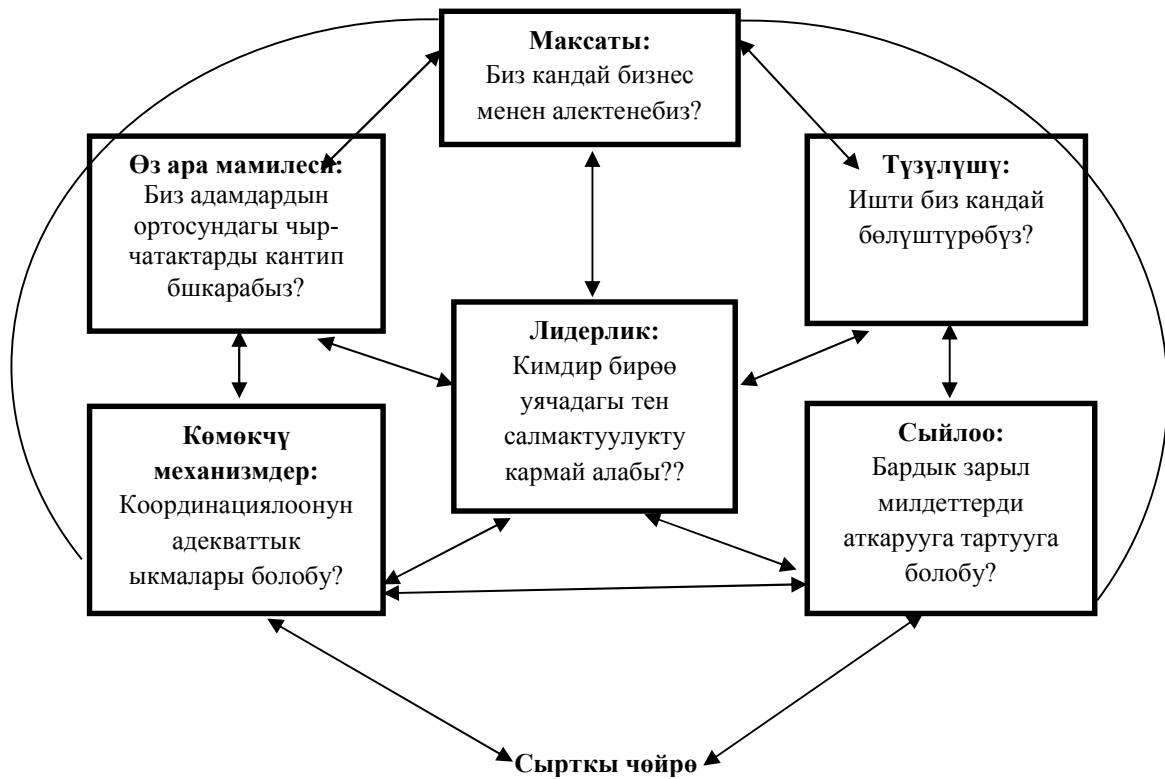 Максаты:
Биз кандай бизнес
менен алектенебиз?
Өз ара мамилеси:
Биз адамдардын
ортосундагы чыр-
чатактарды кантип
бшкарабыз?
Түзүлүшү:
Ишти биз кандай
бөлүштүрөбүз?
Лидерлик:
Кимдир бирөө
уячадагы тен
салмактуулукту
кармай алабы??
Көмөкчү
механизмдер:
Координациялоонун
адекваттык
ыкмалары болобу?
Сыйлоо:
Бардык зарыл
милдеттерди
аткарууга тартууга
болобу?
Сырткы чөйрө